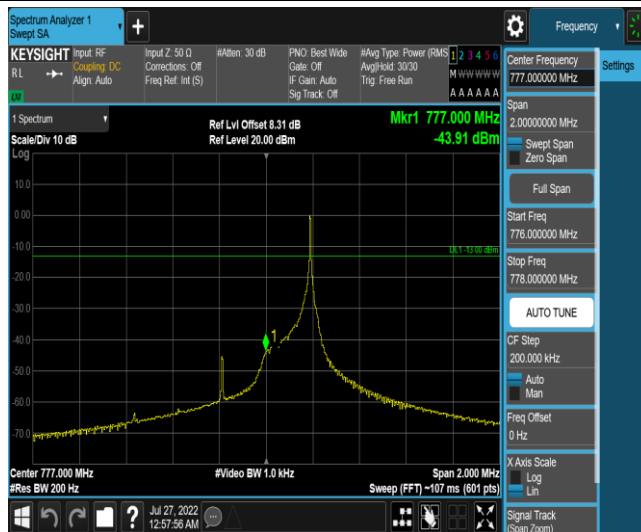 Spectrum Analyzer 1
Swept SA
Frequency
KEYSIGHT
RL
Input: RF
Coupling: DC
Align: Auto
Input Z: 50 Ω
Corrections: Off
Freq Ref: Int (S)
#Atten: 30 dB
PNO: Best Wide
Gate: Off
IF Gain: Auto
Sig Track: Off
#Avg Type: Power (RMS
Avg|Hold: 30/30
Trig: Free Run
1 2 3 4 5 6
M W W W W W
A A A A A A
1 Spectrum
Scale/Div 10 dB
Ref Lvl Offset 8.31 dB
Ref Level 20.00 dBm
Mkr1 777.000 MHz
-43.91 dBm
Log
10.0
0.00
-10.0
-20.0
-30.0
-40.0
-50.0
-60.0
-70.0
DL1 -13.00 dBm
1
Center 777.000 MHz
#Res BW 200 Hz
#Video BW 1.0 kHz
Span 2.000 MHz
Sweep (FFT) ~107 ms (601 pts)
Jul 27, 2022
12:57:56 AM
Center Frequency
777.000000 MHz
Span
2.00000000 MHz
Swept Span
Zero Span
Full Span
Start Freq
776.000000 MHz
Stop Freq
778.000000 MHz
AUTO TUNE
CF Step
200.000 kHz
Auto
Man
Freq Offset
0 Hz
X Axis Scale
Log
Lin
Signal Track
(Span Zoom)
Settings